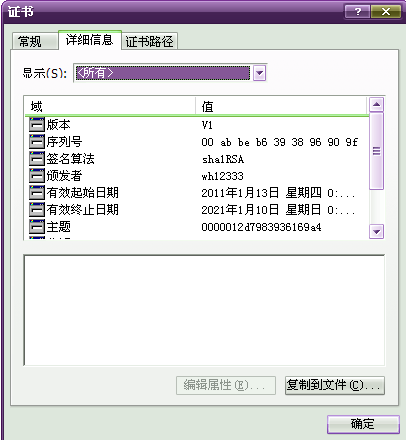 证书
常规 详细信息 证书路径
显示(S): <所有>
域 值
版本 V1
序列号 00 ab be b6 39 38 96 90 9f
签名算法 sha1RSA
颁发者 wh12333
有效起始日期 2011年1月13日 星期四 0:...
有效终止日期 2021年1月10日 星期日 0:...
主题 0000012d7983936169a4
编辑属性(E)... 复制到文件(C)...
确定